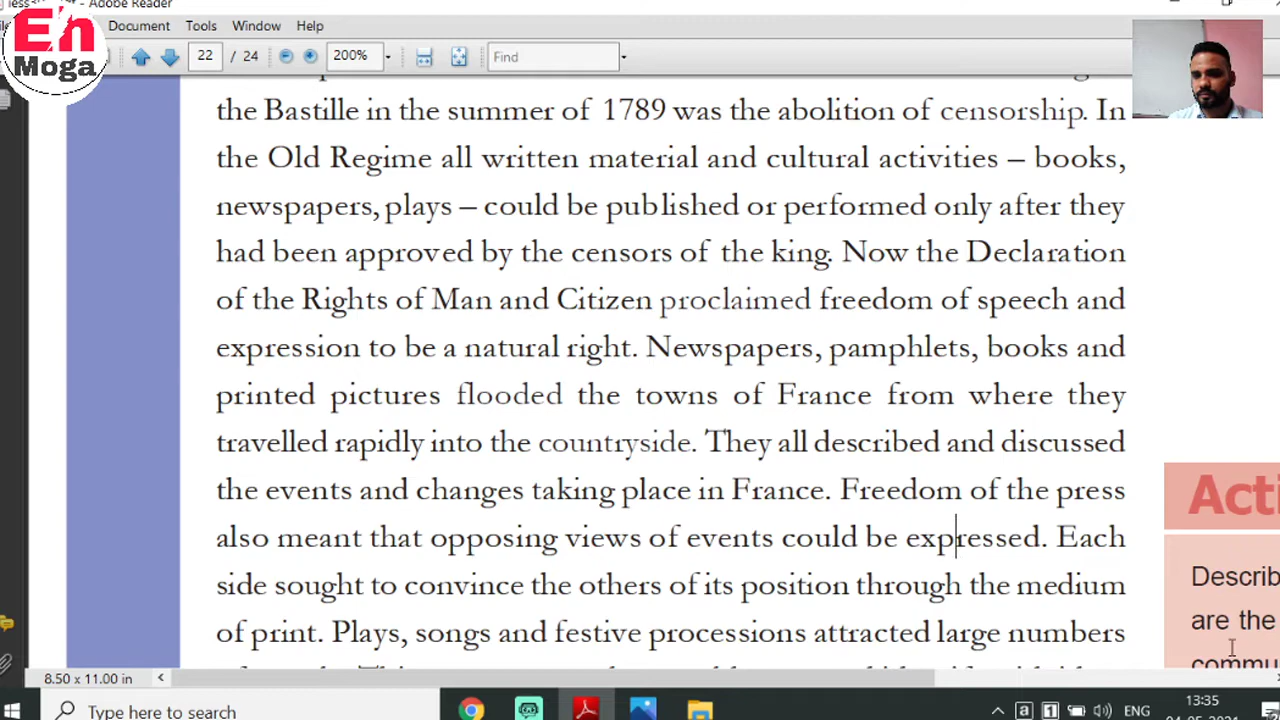 Adobe Reader
En
Moga
Document Tools Window Help
22 / 24 200% Find
the Bastille in the summer of 1789 was the abolition of censorship. In
the Old Regime all written material and cultural activities – books,
newspapers, plays – could be published or performed only after they
had been approved by the censors of the king. Now the Declaration
of the Rights of Man and Citizen proclaimed freedom of speech and
expression to be a natural right. Newspapers, pamphlets, books and
printed pictures flooded the towns of France from where they
travelled rapidly into the countryside. They all described and discussed
the events and changes taking place in France. Freedom of the press
also meant that opposing views of events could be expressed. Each
side sought to convince the others of its position through the medium
of print. Plays, songs and festive processions attracted large numbers
Acti
Describ
are the
commu
8.50 x 11.00 in
Type here to search
ENG
13:35